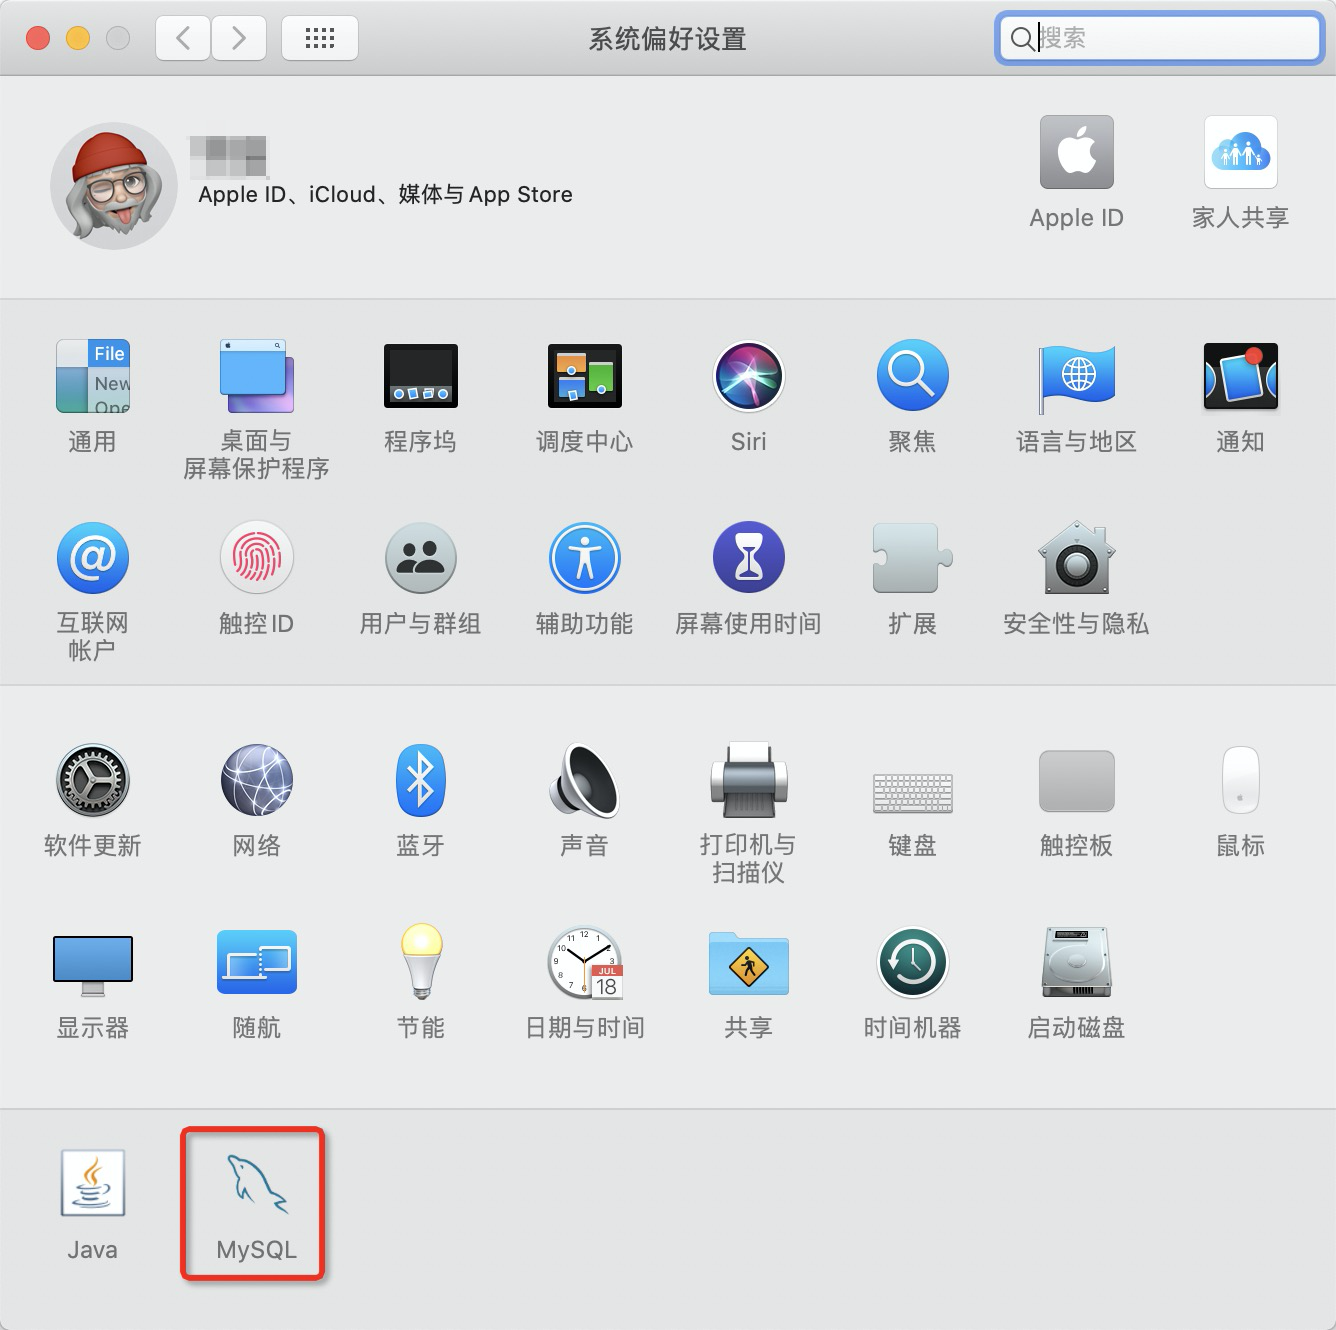 系统偏好设置
搜索
Apple ID、iCloud、媒体与 App Store
Apple ID
家人共享
File
New
Ope
通用
桌面与
屏幕保护程序
程序坞
调度中心
Siri
聚焦
语言与地区
通知
互联网
帐户
触控 ID
用户与群组
辅助功能
屏幕使用时间
扩展
安全性与隐私
软件更新
网络
蓝牙
声音
打印机与
扫描仪
键盘
触控板
鼠标
显示器
随航
节能
JUL
18
日期与时间
共享
时间机器
启动磁盘
Java
MySQL